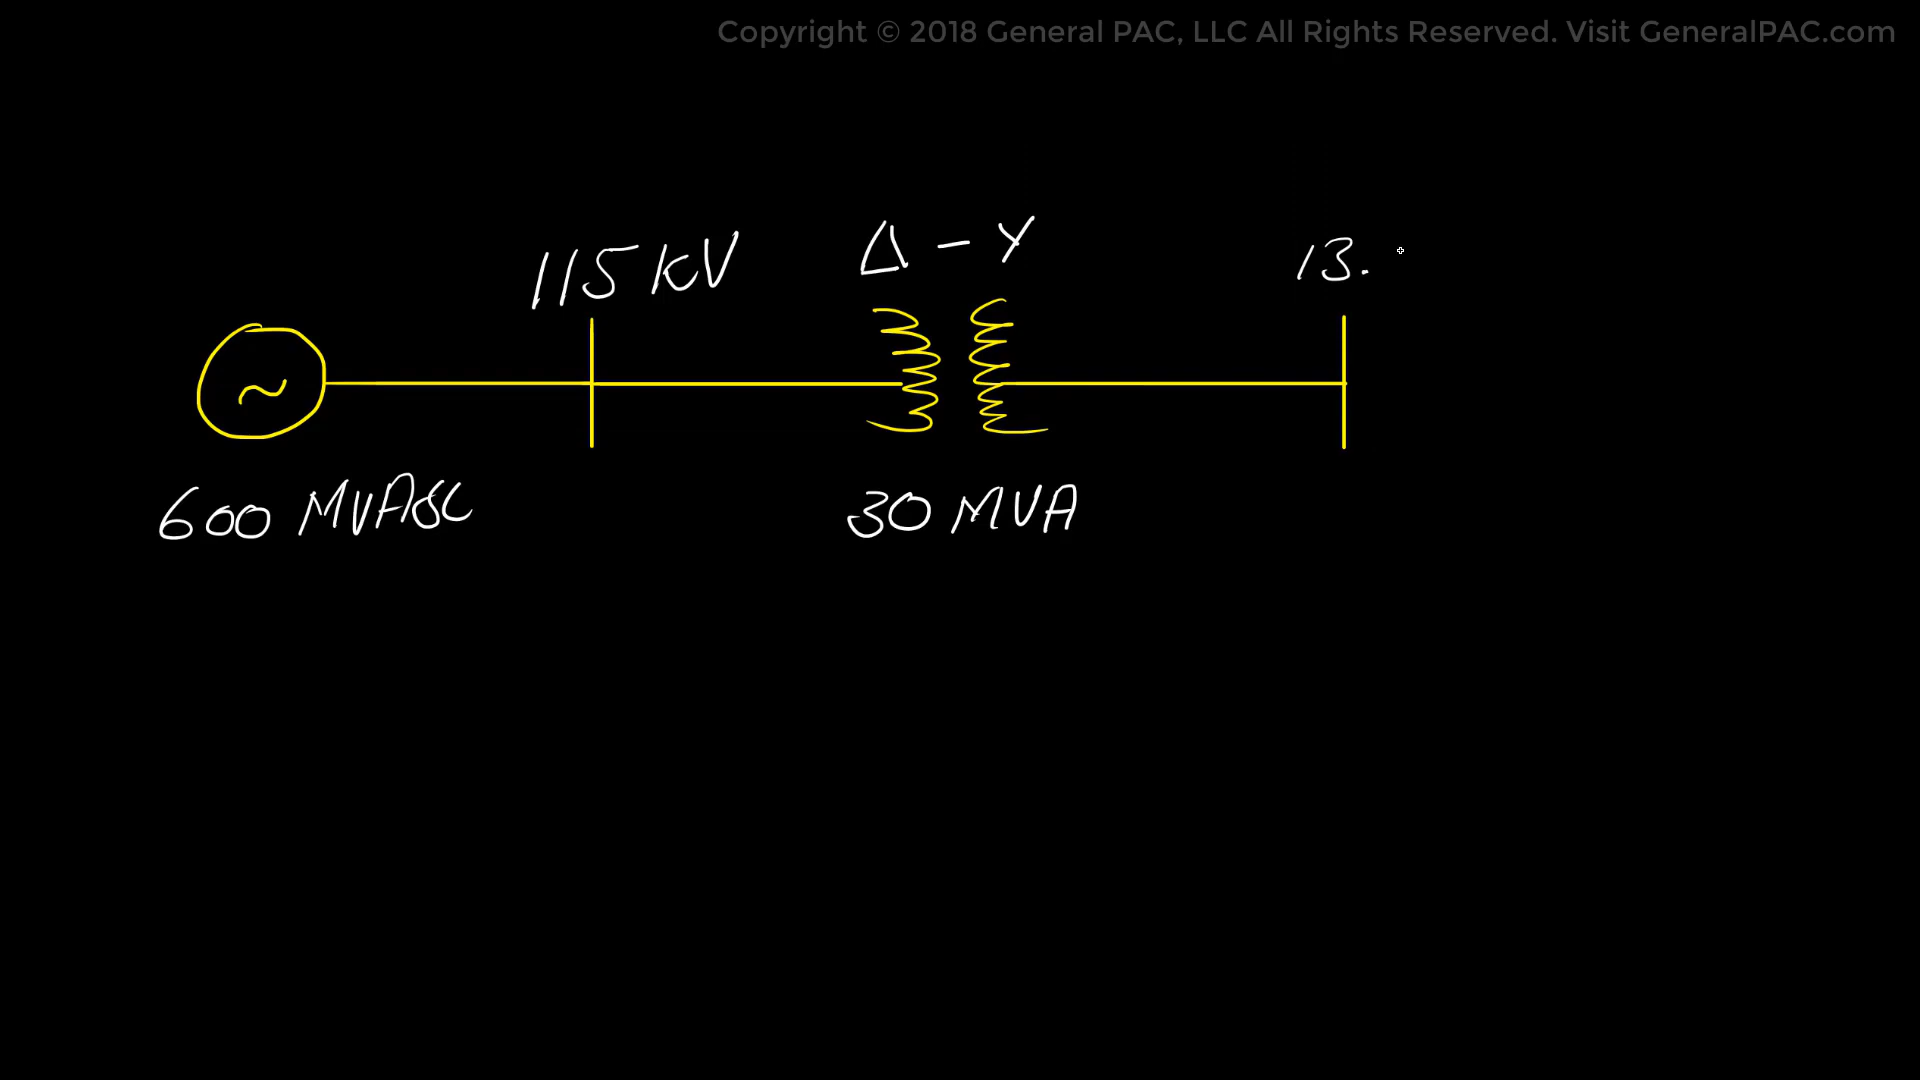 Copyright © 2018 General PAC, LLC All Rights Reserved. Visit GeneralPAC.com
115 kV
Δ - Y
13.
~
600 MVASC
30 MVA